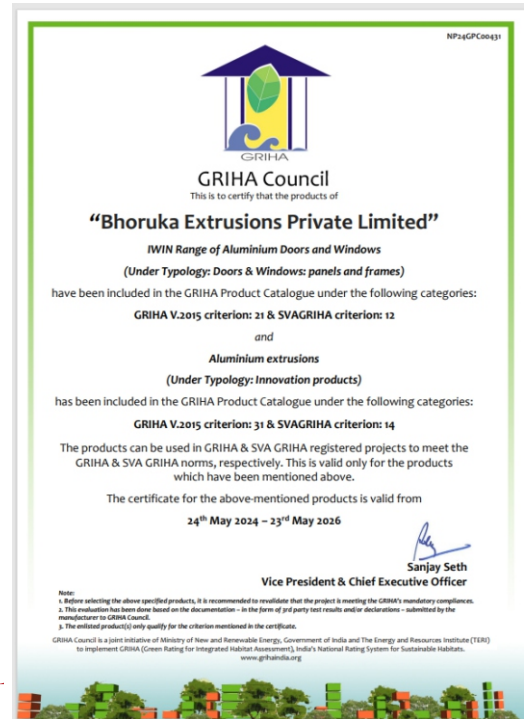 NP24GPC00431
GRIHA
GRIHA Council
This is to certify that the products of
“Bhoruka Extrusions Private Limited”
IWIN Range of Aluminium Doors and Windows
(Under Typology: Doors & Windows: panels and frames)
have been included in the GRIHA Product Catalogue under the following categories:
GRIHA V.2015 criterion: 21 & SVAGRIHA criterion: 12
and
Aluminium extrusions
(Under Typology: Innovation products)
has been included in the GRIHA Product Catalogue under the following categories:
GRIHA V.2015 criterion: 31 & SVAGRIHA criterion: 14
The products can be used in GRIHA & SVA GRIHA registered projects to meet the
GRIHA & SVA GRIHA norms, respectively. This is valid only for the products
which have been mentioned above.
The certificate for the above-mentioned products is valid from
24th May 2024 – 23rd May 2026
Sanjay Seth
Vice President & Chief Executive Officer
Note:
1. Before selecting the above specified products, it is recommended to revalidate that the project is meeting the GRIHA's mandatory compliances.
2. This evaluation has been done based on the documentation – in the form of 3rd party test results and/or declarations – submitted by the
manufacturer to GRIHA Council.
3. The enlisted product(s) only qualify for the criterion mentioned in the certificate.
GRIHA Council is a joint initiative of Ministry of New and Renewable Energy, Government of India and The Energy and Resources Institute (TERI)
to implement GRIHA (Green Rating for Integrated Habitat Assessment), India's National Rating System for Sustainable Habitats.
www.grihaindia.org